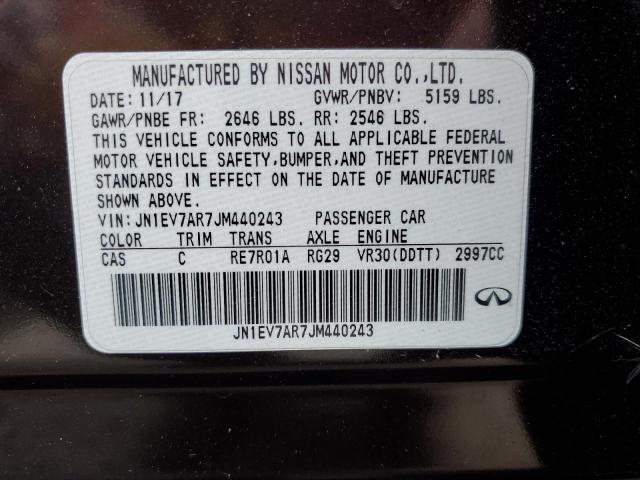 MANUFACTURED BY NISSAN MOTOR CO.,LTD.
DATE: 11/17 GVWR/PNBV: 5159 LBS.
GAWR/PNBE FR: 2646 LBS. RR: 2546 LBS.
THIS VEHICLE CONFORMS TO ALL APPLICABLE FEDERAL
MOTOR VEHICLE SAFETY,BUMPER,AND THEFT PREVENTION
STANDARDS IN EFFECT ON THE DATE OF MANUFACTURE
SHOWN ABOVE.
VIN: JN1EV7AR7JM440243 PASSENGER CAR
COLOR TRIM TRANS AXLE ENGINE
CAS C RE7R01A RG29 VR30(DDTT) 2997CC
JN1EV7AR7JM440243